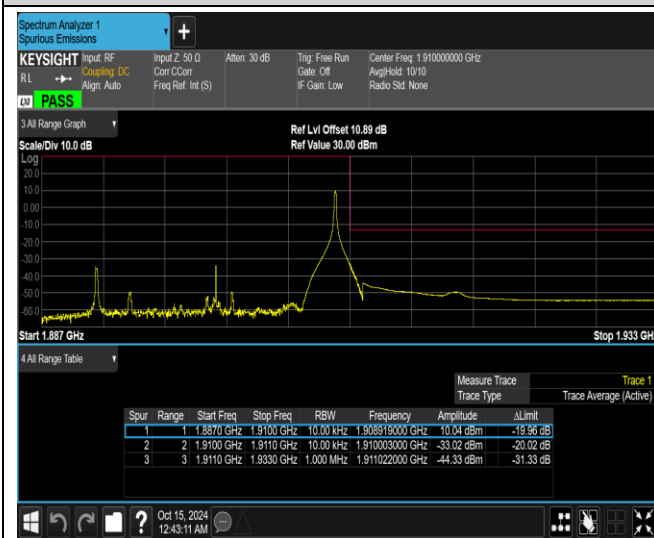 Spectrum Analyzer 1
Spurious Emissions
KEYSIGHT Input: RF Input Z: 50 Ω Atten: 30 dB Trig: Free Run Center Freq: 1.910000000 GHz
RL Coupling: DC Corr CCorr Gate: Off Avg|Hold: 10/10
Align: Auto Freq Ref: Int (S) IF Gain: Low Radio Std: None
LXI PASS
3 All Range Graph
Ref Lvl Offset 10.89 dB
Scale/Div 10.0 dB Ref Value 30.00 dBm
Log
20.0
10.0
0.00
-10.0
-20.0
-30.0
-40.0
-50.0
-60.0
Start 1.887 GHz Stop 1.933 GH
4 All Range Table
Measure Trace Trace 1
Trace Type Trace Average (Active)
Spur Range Start Freq Stop Freq RBW Frequency Amplitude ΔLimit
1 1 1.8870 GHz 1.9100 GHz 10.00 kHz 1.908919000 GHz 10.04 dBm -19.96 dB
2 2 1.9100 GHz 1.9110 GHz 10.00 kHz 1.910003000 GHz -33.02 dBm -20.02 dB
3 3 1.9110 GHz 1.9330 GHz 1.000 MHz 1.911022000 GHz -44.33 dBm -31.33 dB
? Oct 15, 2024
12:43:11 AM